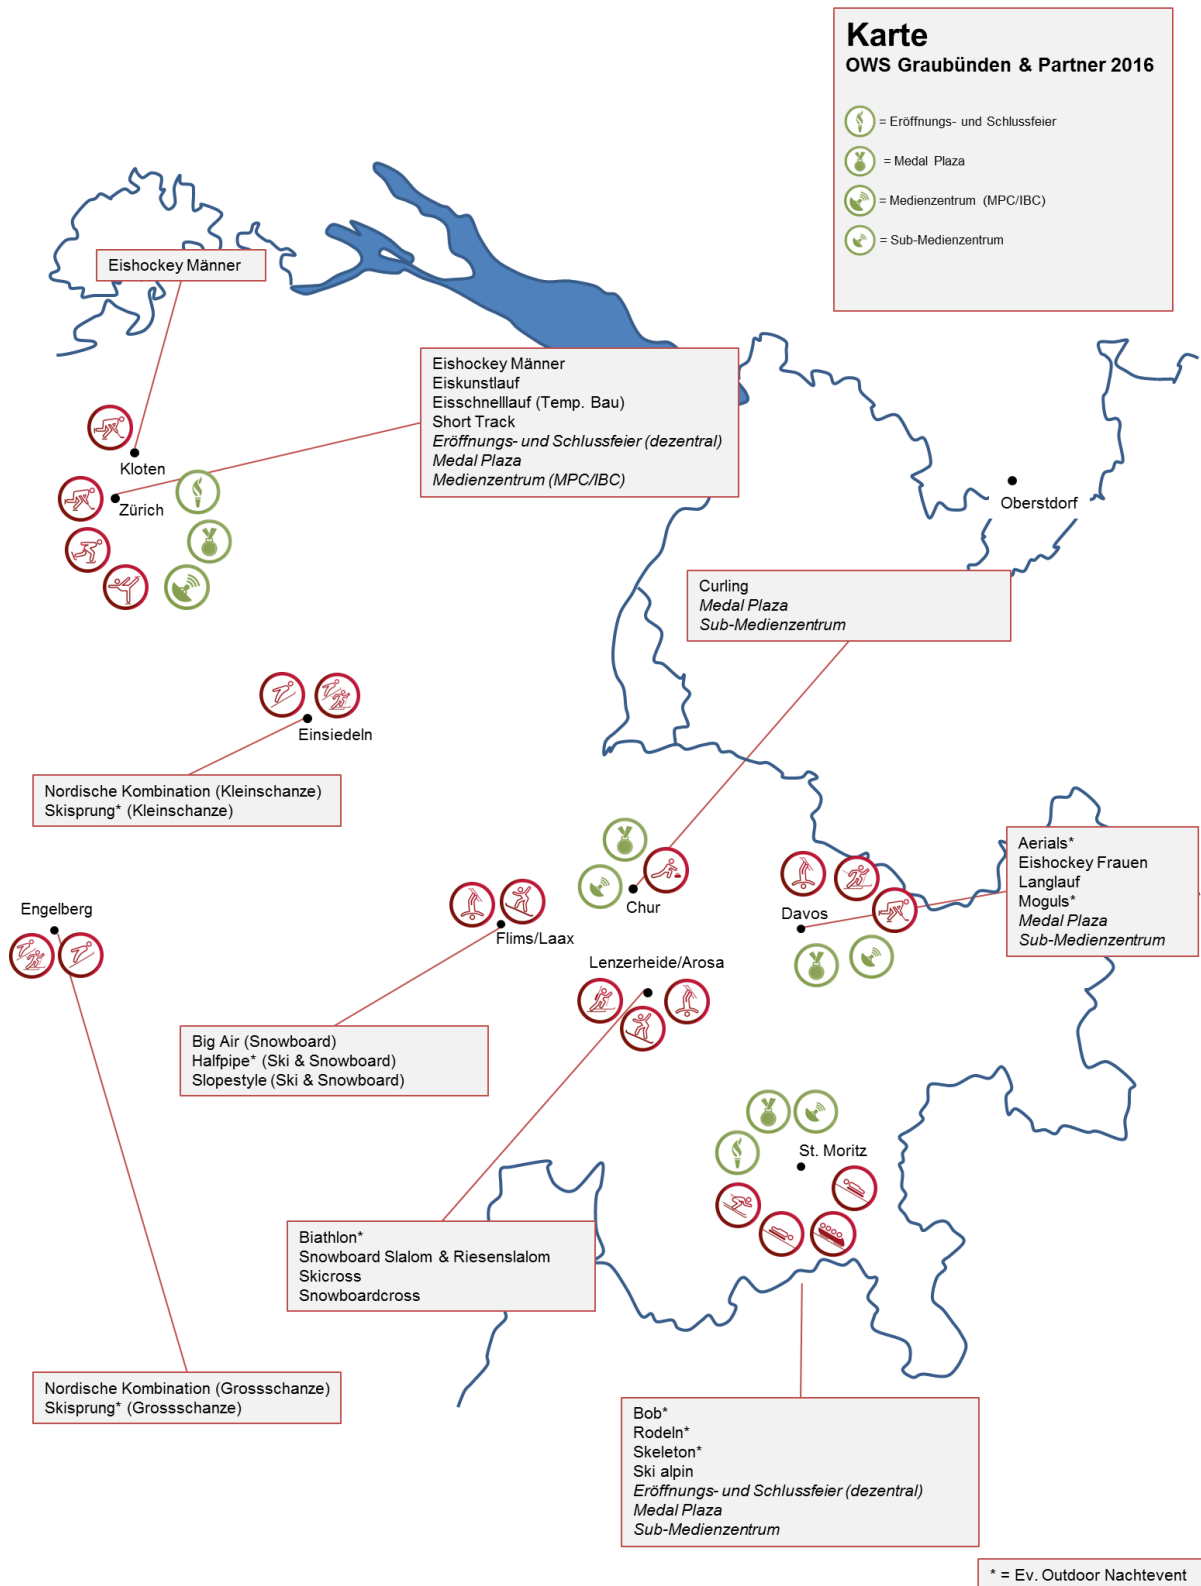 Karte
OWS Graubünden & Partner 2016
= Eröffnungs- und Schlussfeier
= Medal Plaza
= Medienzentrum (MPC/IBC)
= Sub-Medienzentrum
Eishockey Männer
Eishockey Männer
Eiskunstlauf
Eisschnelllauf (Temp. Bau)
Short Track
Eröffnungs- und Schlussfeier (dezentral)
Medal Plaza
Medienzentrum (MPC/IBC)
Kloten
Zürich
Oberstdorf
Curling
Medal Plaza
Sub-Medienzentrum
Einsiedeln
Nordische Kombination (Kleinschanze)
Skisprung* (Kleinschanze)
Aerials*
Eishockey Frauen
Langlauf
Moguls*
Medal Plaza
Sub-Medienzentrum
Engelberg
Flims/Laax
Chur
Davos
Lenzerheide/Arosa
Big Air (Snowboard)
Halfpipe* (Ski & Snowboard)
Slopestyle (Ski & Snowboard)
St. Moritz
Biathlon*
Snowboard Slalom & Riesenslalom
Skicross
Snowboardcross
Nordische Kombination (Grossschanze)
Skisprung* (Grossschanze)
Bob*
Rodeln*
Skeleton*
Ski alpin
Eröffnungs- und Schlussfeier (dezentral)
Medal Plaza
Sub-Medienzentrum
* = Ev. Outdoor Nachtevent